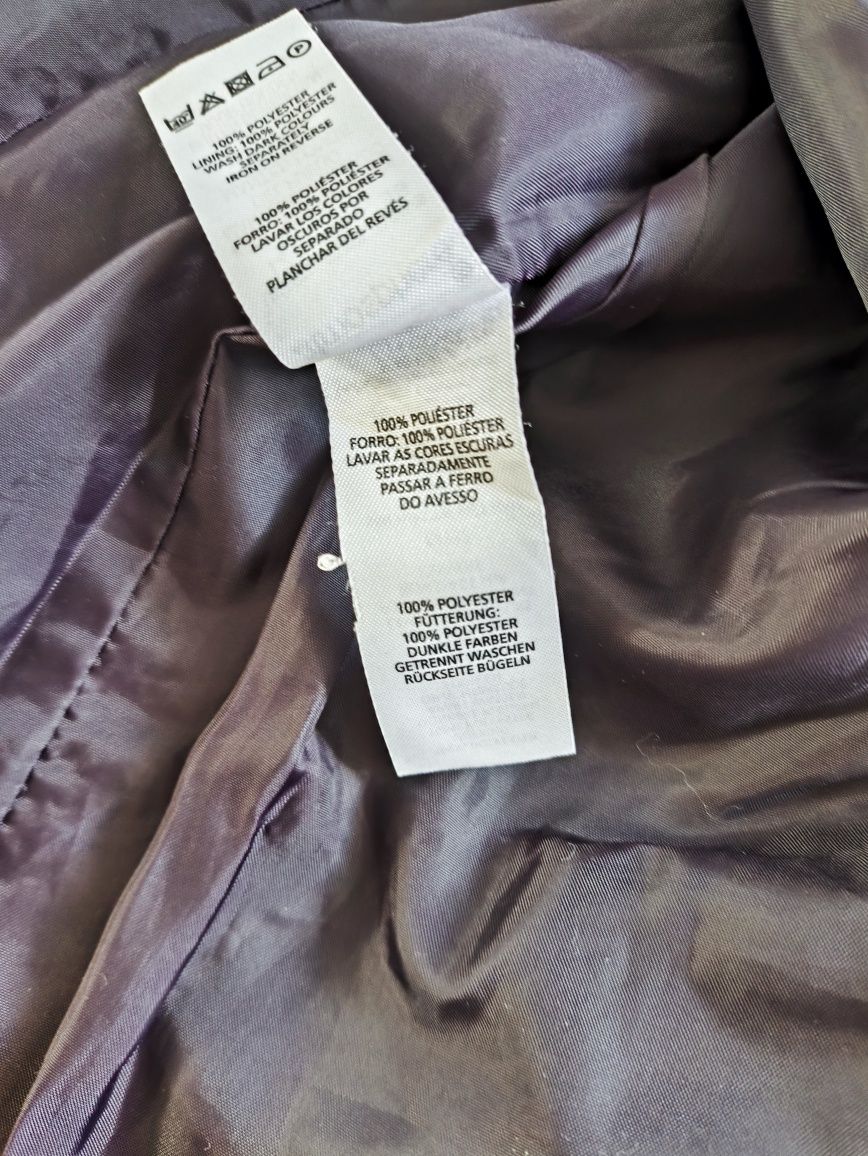 40°
P
100% POLYESTER
LINING: 100% POLYESTER
WASH DARK COLOURS
SEPARATELY
IRON ON REVERSE
100% POLIÉSTER
FORRO: 100% POLIÉSTER
LAVAR LOS COLORES
OSCUROS POR
SEPARADO
PLANCHAR DEL REVÉS
100% POLIÉSTER
FORRO: 100% POLIÉSTER
LAVAR AS CORES ESCURAS
SEPARADAMENTE
PASSAR A FERRO
DO AVESSO
100% POLYESTER
FÜTTERUNG:
100% POLYESTER
DUNKLE FARBEN
GETRENNT WASCHEN
RÜCKSEITE BÜGELN